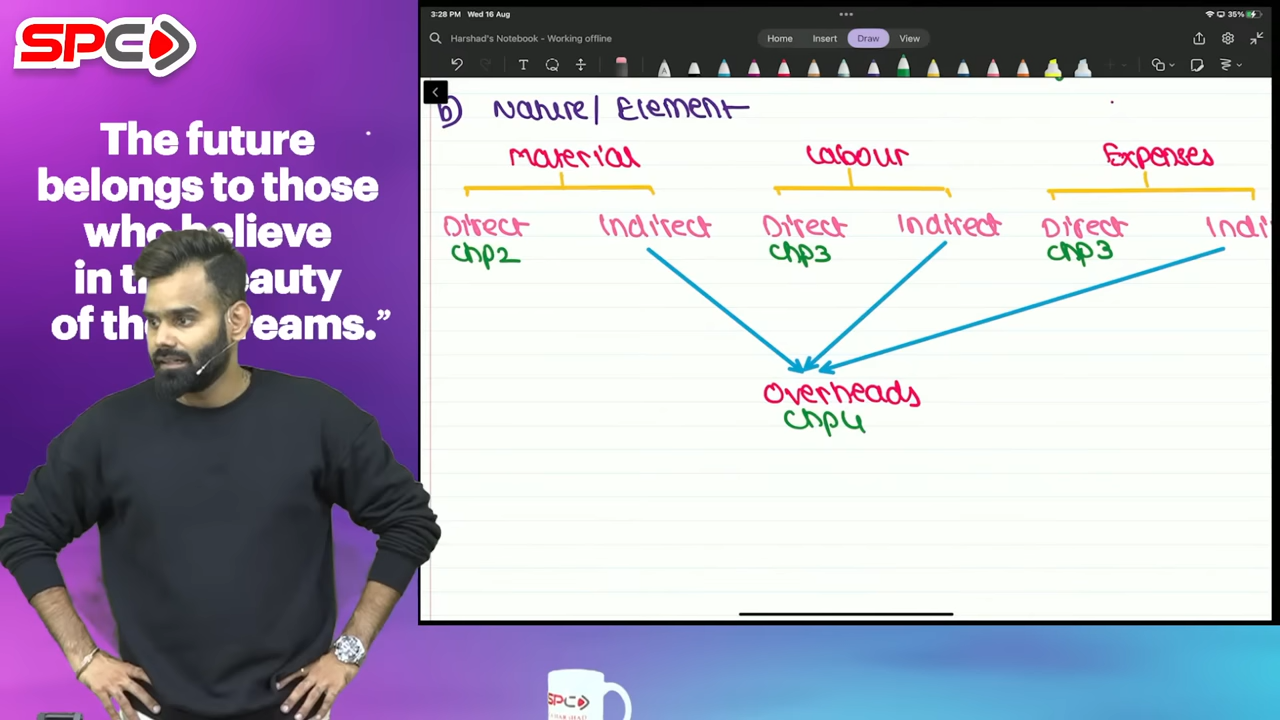 SPC
The future
belongs to those
who believe
in the beauty
of their dreams.”
3:28 PM Wed 16 Aug
35%
Harshad's Notebook - Working offline
Home Insert Draw View
b) Nature/ Element
Material Labour Expenses
Direct Indirect Direct Indirect Direct Indi
Chp2 Chp3 Chp3
Overheads
Chp4
SPC